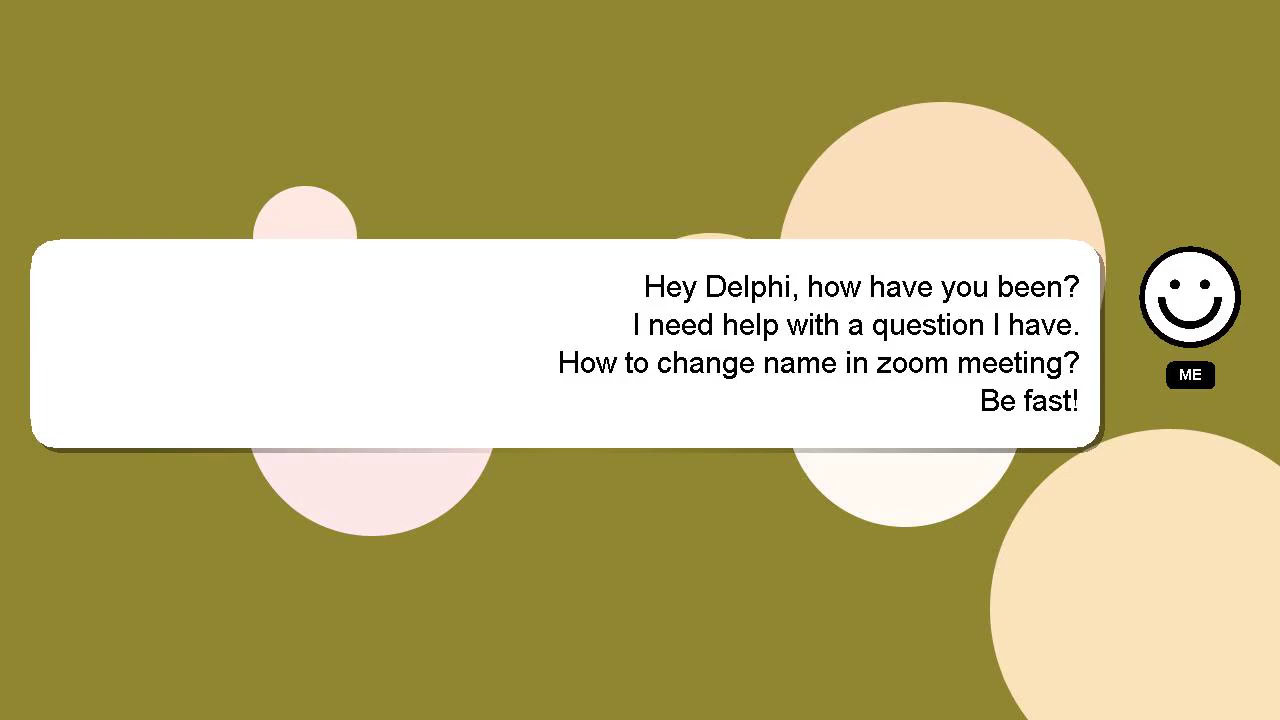 Hey Delphi, how have you been?
I need help with a question I have.
How to change name in zoom meeting?
Be fast!
ME